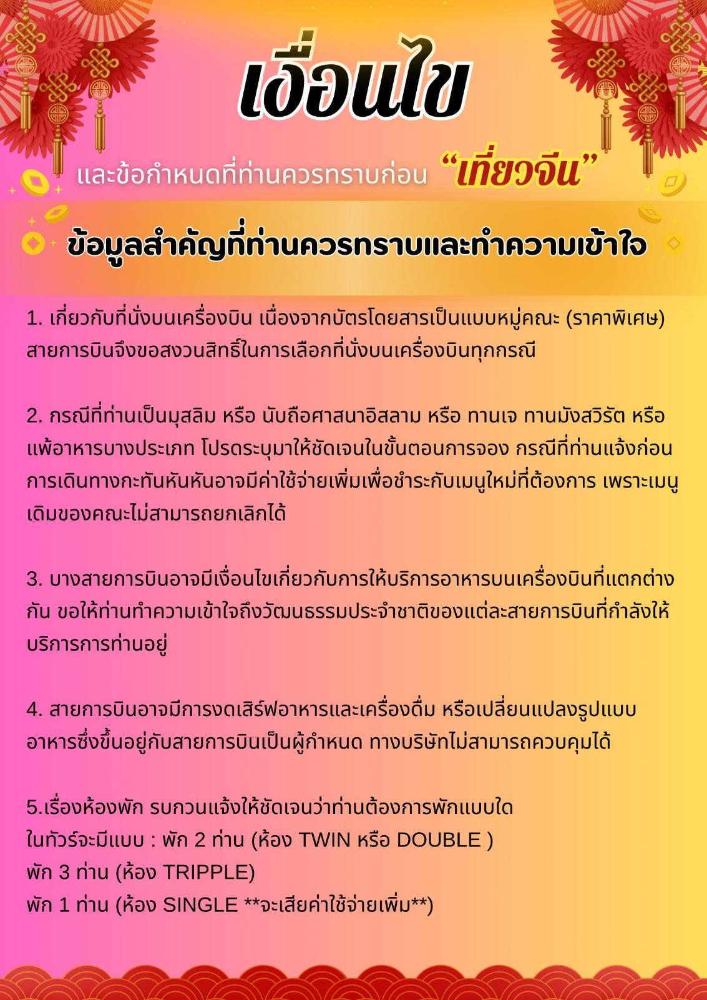 เงื่อนไข
และข้อกำหนดที่ท่านควรทราบก่อน “เที่ยวจีน”
ข้อมูลสำคัญที่ท่านควรทราบและทำความเข้าใจ
1. เกี่ยวกับที่นั่งบนเครื่องบิน เนื่องจากบัตรโดยสารเป็นแบบหมู่คณะ (ราคาพิเศษ)
สายการบินจึงขอสงวนสิทธิ์ในการเลือกที่นั่งบนเครื่องบินทุกกรณี
2. กรณีที่ท่านเป็นมุสลิม หรือ นับถือศาสนาอิสลาม หรือ ทานเจ ทานมังสวิรัต หรือ
แพ้อาหารบางประเภท โปรดระบุมาให้ชัดเจนในขั้นตอนการจอง กรณีที่ท่านแจ้งก่อน
การเดินทางกะทันหันหันอาจมีค่าใช้จ่ายเพิ่มเพื่อชำระกับเมนูใหม่ที่ต้องการ เพราะเมนู
เดิมของคณะไม่สามารถยกเลิกได้
3. บางสายการบินอาจมีเงื่อนไขเกี่ยวกับการให้บริการอาหารบนเครื่องบินที่แตกต่าง
กัน ขอให้ท่านทำความเข้าใจถึงวัฒนธรรมประจำชาติของแต่ละสายการบินที่กำลังให้
บริการการท่านอยู่
4. สายการบินอาจมีการงดเสิร์ฟอาหารและเครื่องดื่ม หรือเปลี่ยนแปลงรูปแบบ
อาหารซึ่งขึ้นอยู่กับสายการบินเป็นผู้กำหนด ทางบริษัทไม่สามารถควบคุมได้
5.เรื่องห้องพัก รบกวนแจ้งให้ชัดเจนว่าท่านต้องการพักแบบใด
ในทัวร์จะมีแบบ : พัก 2 ท่าน (ห้อง TWIN หรือ DOUBLE )
พัก 3 ท่าน (ห้อง TRIPPLE)
พัก 1 ท่าน (ห้อง SINGLE **จะเสียค่าใช้จ่ายเพิ่ม**)